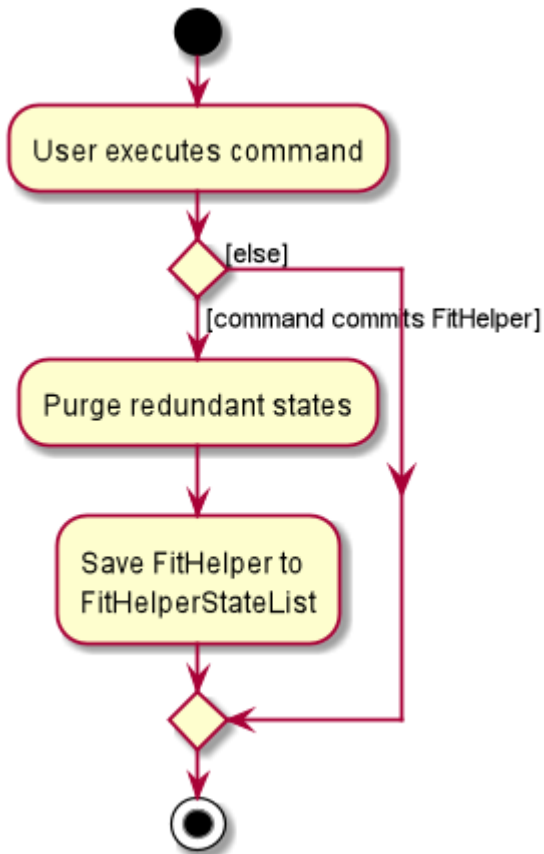 User executes command
[else]
[command commits FitHelper]
Purge redundant states
Save FitHelper to
FitHelperStateList